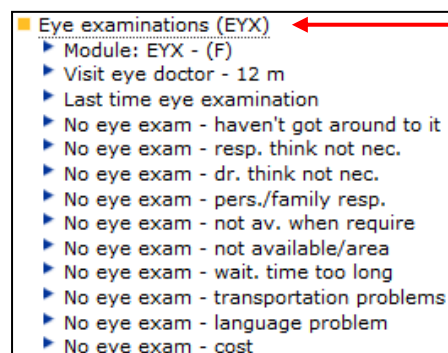 Eye examinations (EYX)
Module: EYX - (F)
Visit eye doctor - 12 m
Last time eye examination
No eye exam - haven't got around to it
No eye exam - resp. think not nec.
No eye exam - dr. think not nec.
No eye exam - pers./family resp.
No eye exam - not av. when require
No eye exam - not available/area
No eye exam - wait. time too long
No eye exam - transportation problems
No eye exam - language problem
No eye exam - cost